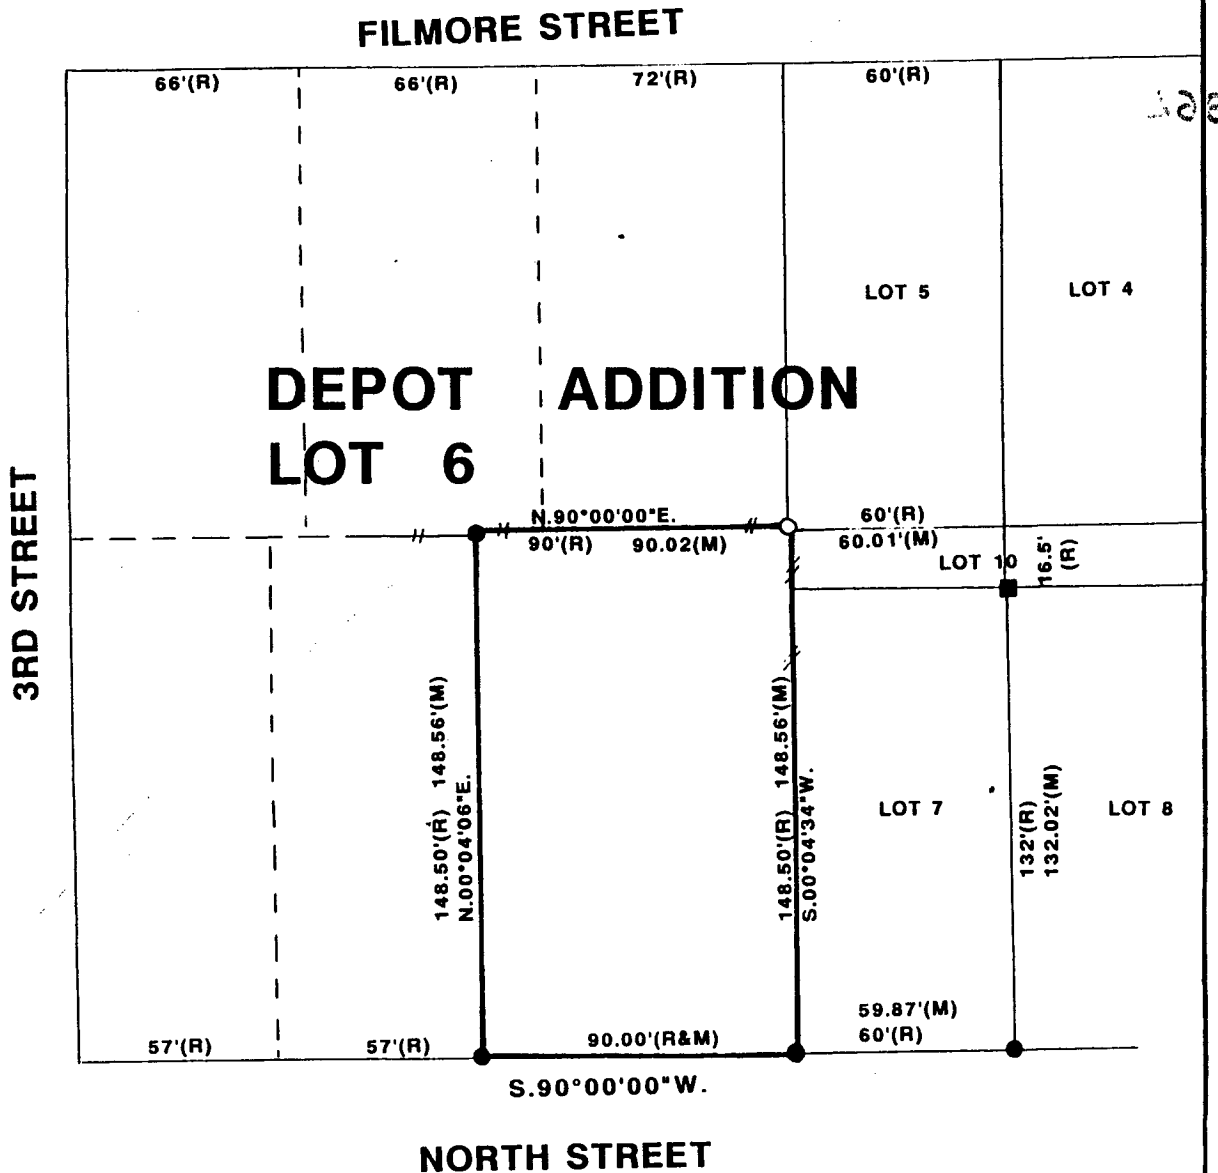 FILMORE STREET
66'(R) 66'(R) 72'(R) 60'(R)
LOT 5 LOT 4
DEPOT ADDITION
LOT 6
3RD STREET
N.90°00'00"E.
90'(R) 90.02(M)
60'(R)
60.01'(M)
LOT 10
16.5'
(R)
148.50'(R) 148.56'(M)
N.00°04'06"E.
148.50'(R) 148.56'(M)
S.00°04'34"W.
LOT 7
132'(R)
132.02'(M)
LOT 8
57'(R) 57'(R) 90.00'(R&M)
59.87'(M)
60'(R)
S.90°00'00"W.
NORTH STREET